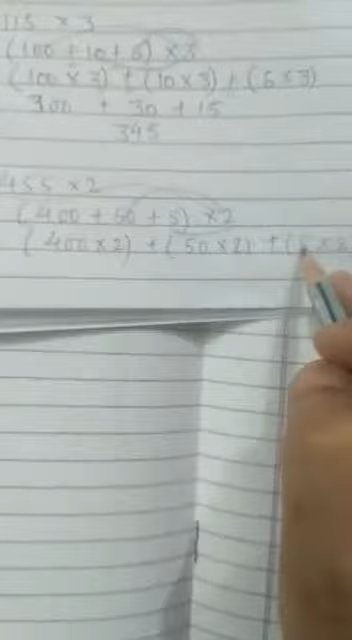 115 × 3
(100 + 10 + 5) × 3
(100 × 3) + (10 × 3) + (5 × 3)
300 + 30 + 15
345
455 × 2
(400 + 50 + 5) × 2
(400 × 2) + (50 × 2) + (